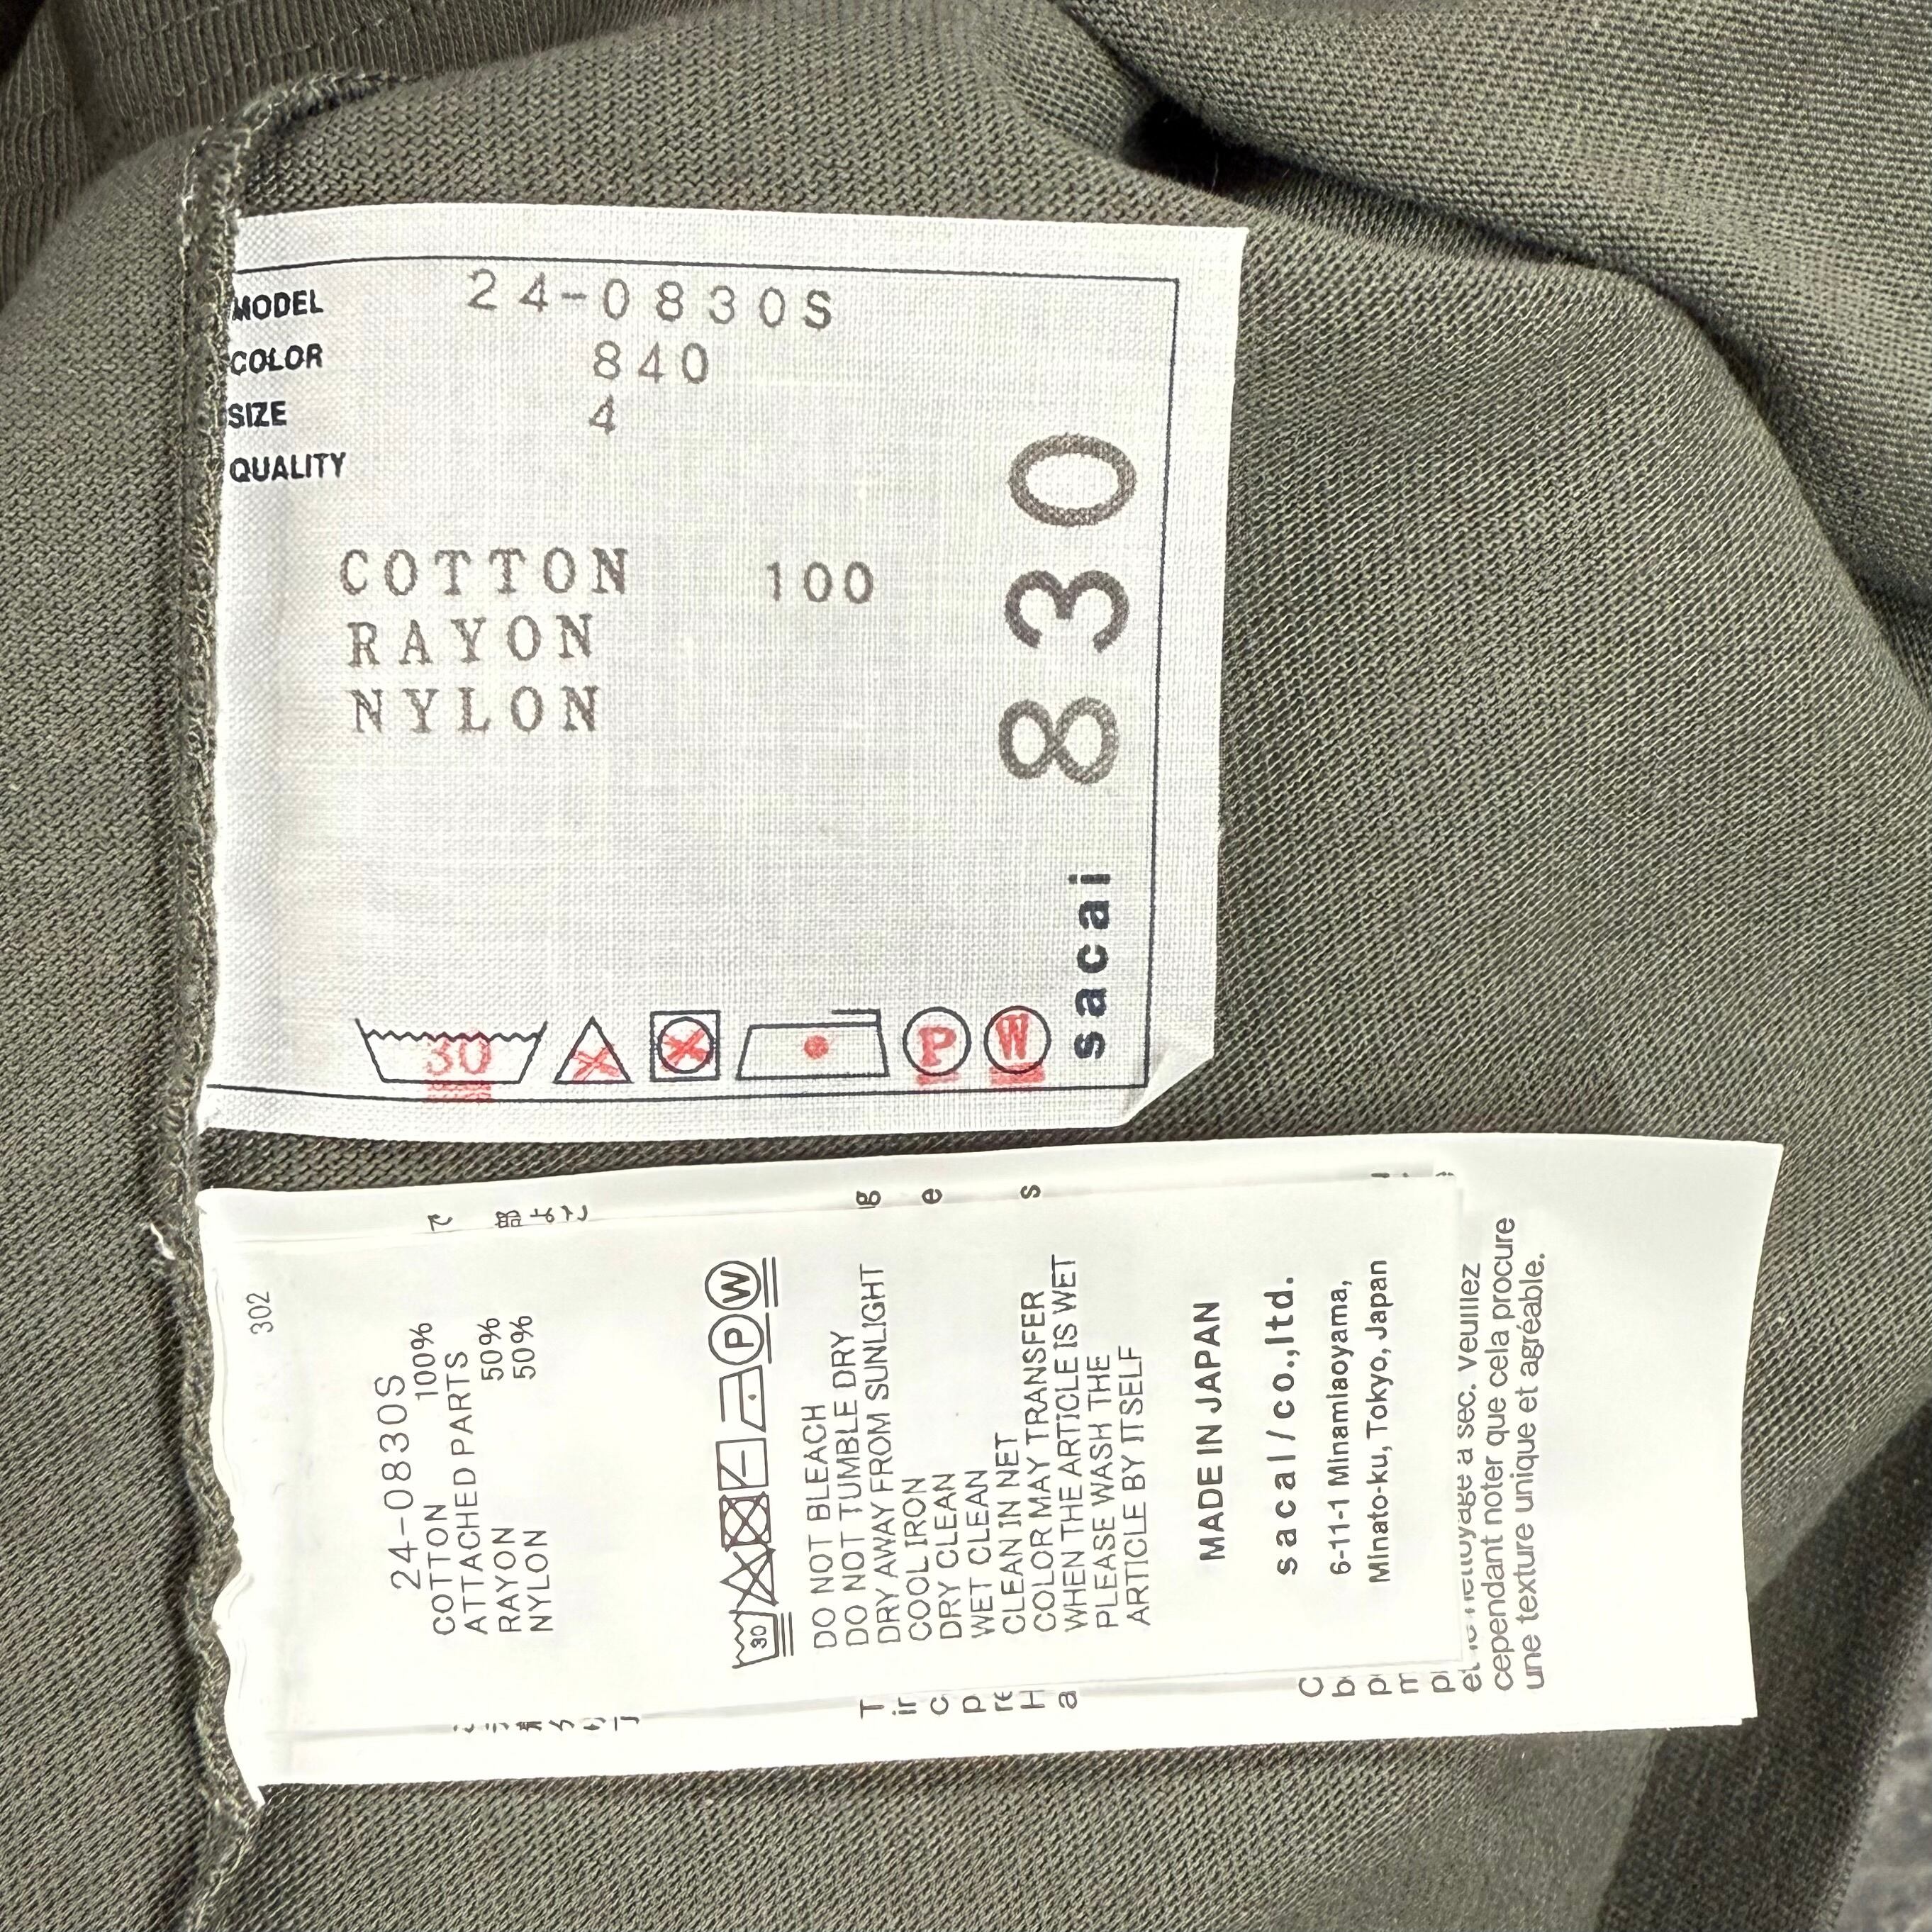 MODEL 24-0830S
COLOR 840
SIZE 4
QUALITY
COTTON 100
RAYON
NYLON
830
sacai
30
P
W
302
24-0830S
COTTON 100%
ATTACHED PARTS
RAYON 50%
NYLON 50%
30
P
W
DO NOT BLEACH
DO NOT TUMBLE DRY
DRY AWAY FROM SUNLIGHT
COOL IRON
DRY CLEAN
WET CLEAN
CLEAN IN NET
COLOR MAY TRANSFER
WHEN THE ARTICLE IS WET
PLEASE WASH THE
ARTICLE BY ITSELF
MADE IN JAPAN
sacai/co.,ltd.
6-11-1 Minamiaoyama,
Minato-ku, Tokyo, Japan
a sec. Veuillez
cependant noter que cela procure
une texture unique et agréable.